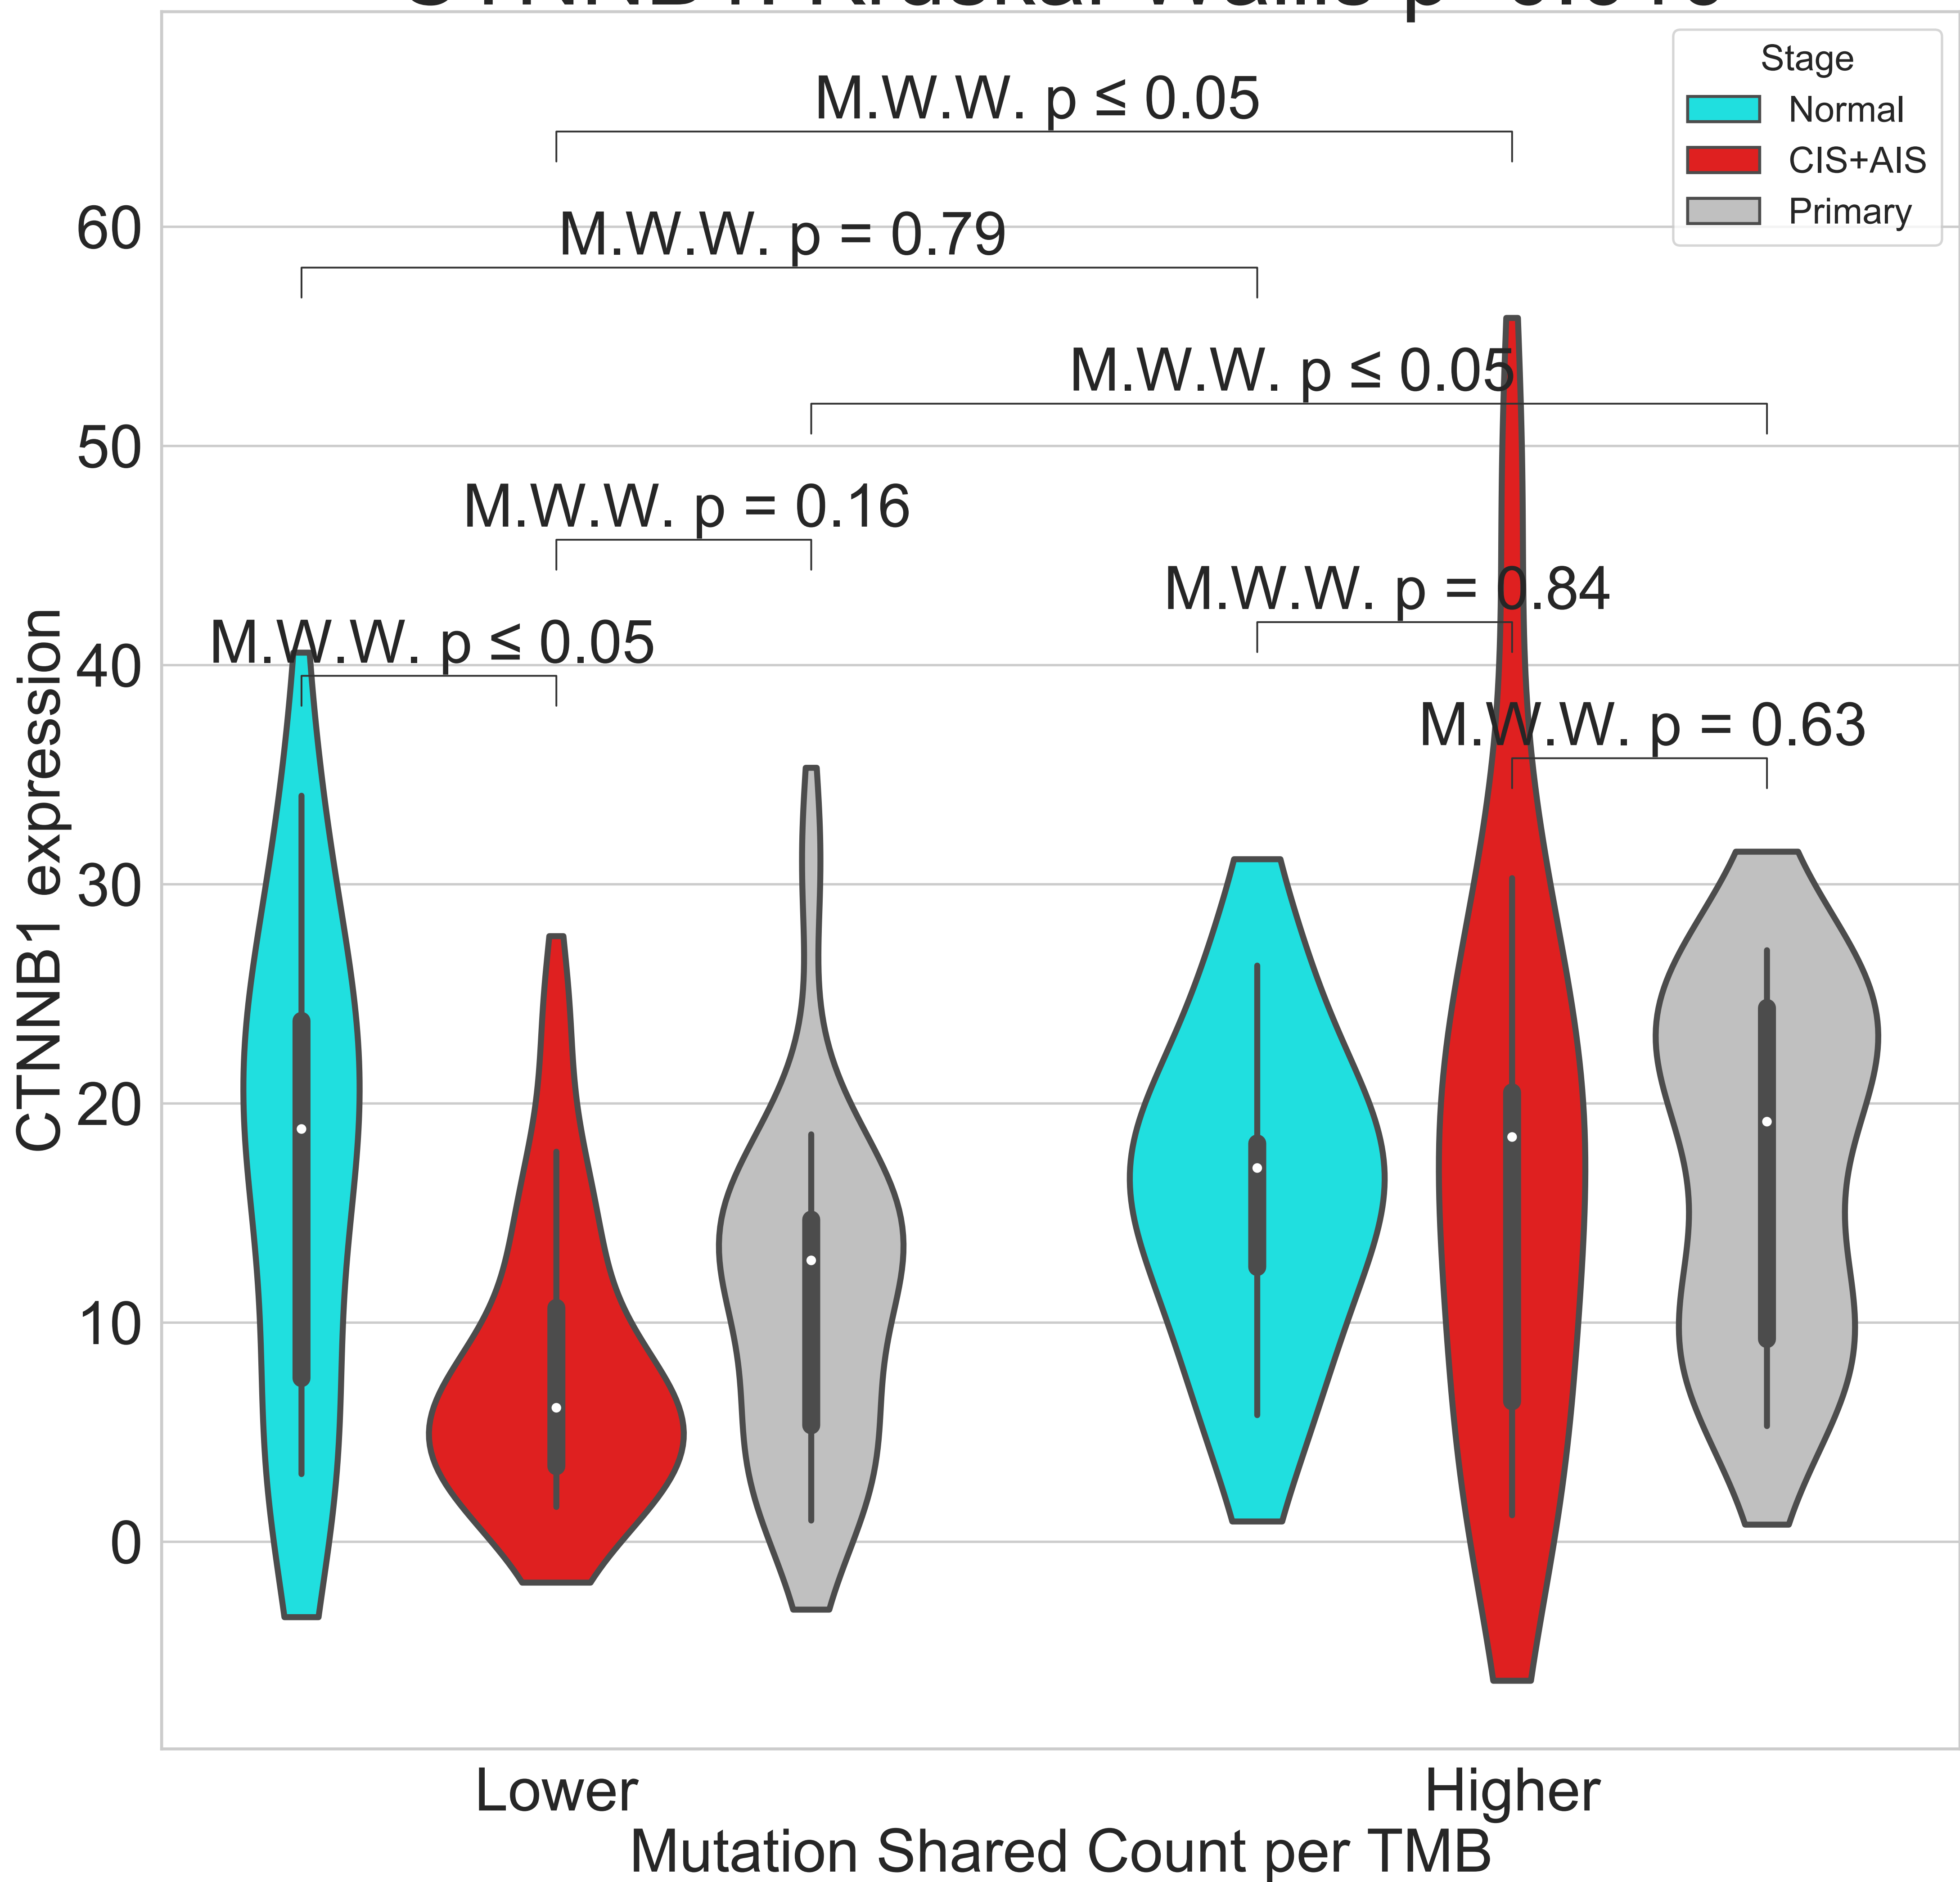 Stage
Normal
CIS+AIS
Primary
M.W.W. p ≤ 0.05
M.W.W. p = 0.79
M.W.W. p ≤ 0.05
M.W.W. p = 0.16
M.W.W. p = 0.84
M.W.W. p ≤ 0.05
M.W.W. p = 0.63
60
50
40
30
20
10
0
CTNNB1 expression
Lower
Higher
Mutation Shared Count per TMB